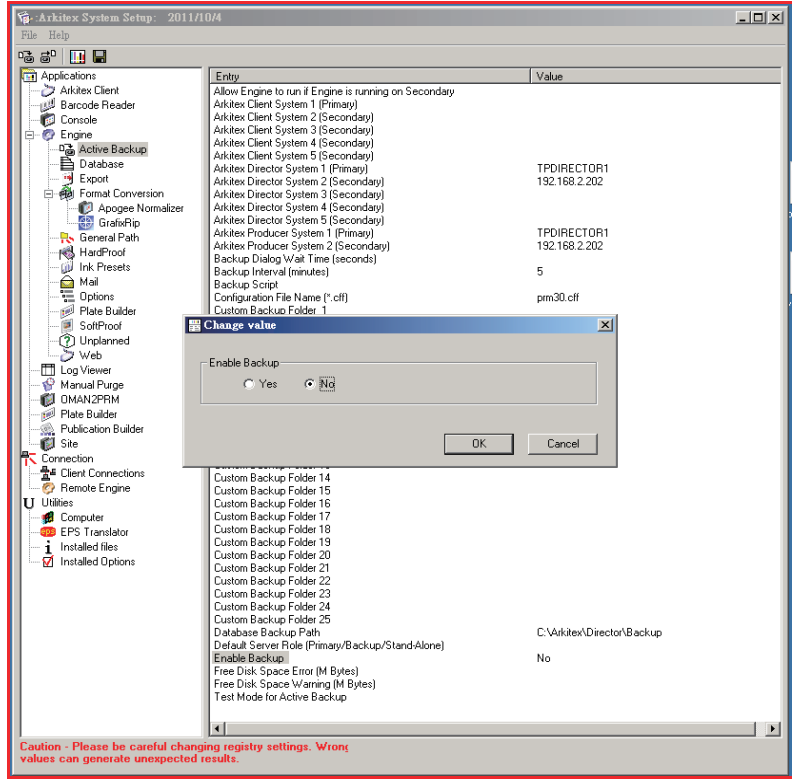 :Arkitex System Setup: 2011/10/4
File Help
Applications
Arkitex Client
Barcode Reader
Console
Engine
Active Backup
Database
Export
Format Conversion
Apogee Normalizer
GrafixRip
General Path
HardProof
Ink Presets
Mail
Options
Plate Builder
SoftProof
Unplanned
Web
Log Viewer
Manual Purge
OMAN2PRM
Plate Builder
Publication Builder
Site
Connection
Client Connections
Remote Engine
U Utilities
Computer
eps EPS Translator
Installed files
Installed Options
Entry Value
Allow Engine to run if Engine is running on Secondary
Arkitex Client System 1 (Primary)
Arkitex Client System 2 (Secondary)
Arkitex Client System 3 (Secondary)
Arkitex Client System 4 (Secondary)
Arkitex Client System 5 (Secondary)
Arkitex Director System 1 (Primary) TPDIRECTOR1
Arkitex Director System 2 (Secondary) 192.168.2.202
Arkitex Director System 3 (Secondary)
Arkitex Director System 4 (Secondary)
Arkitex Director System 5 (Secondary)
Arkitex Producer System 1 (Primary) TPDIRECTOR1
Arkitex Producer System 2 (Secondary) 192.168.2.202
Backup Dialog Wait Time (seconds)
Backup Interval (minutes) 5
Backup Script
Configuration File Name (*.cff) prm30.cff
Custom Backup Folder 1
Change value
Enable Backup
Yes No
OK Cancel
Custom Backup Folder 14
Custom Backup Folder 15
Custom Backup Folder 16
Custom Backup Folder 17
Custom Backup Folder 18
Custom Backup Folder 19
Custom Backup Folder 20
Custom Backup Folder 21
Custom Backup Folder 22
Custom Backup Folder 23
Custom Backup Folder 24
Custom Backup Folder 25
Database Backup Path C:\Arkitex\Director\Backup
Default Server Role (Primary/Backup/Stand-Alone)
Enable Backup No
Free Disk Space Error (M Bytes)
Free Disk Space Warning (M Bytes)
Test Mode for Active Backup
Caution - Please be careful changing registry settings. Wrong
values can generate unexpected results.